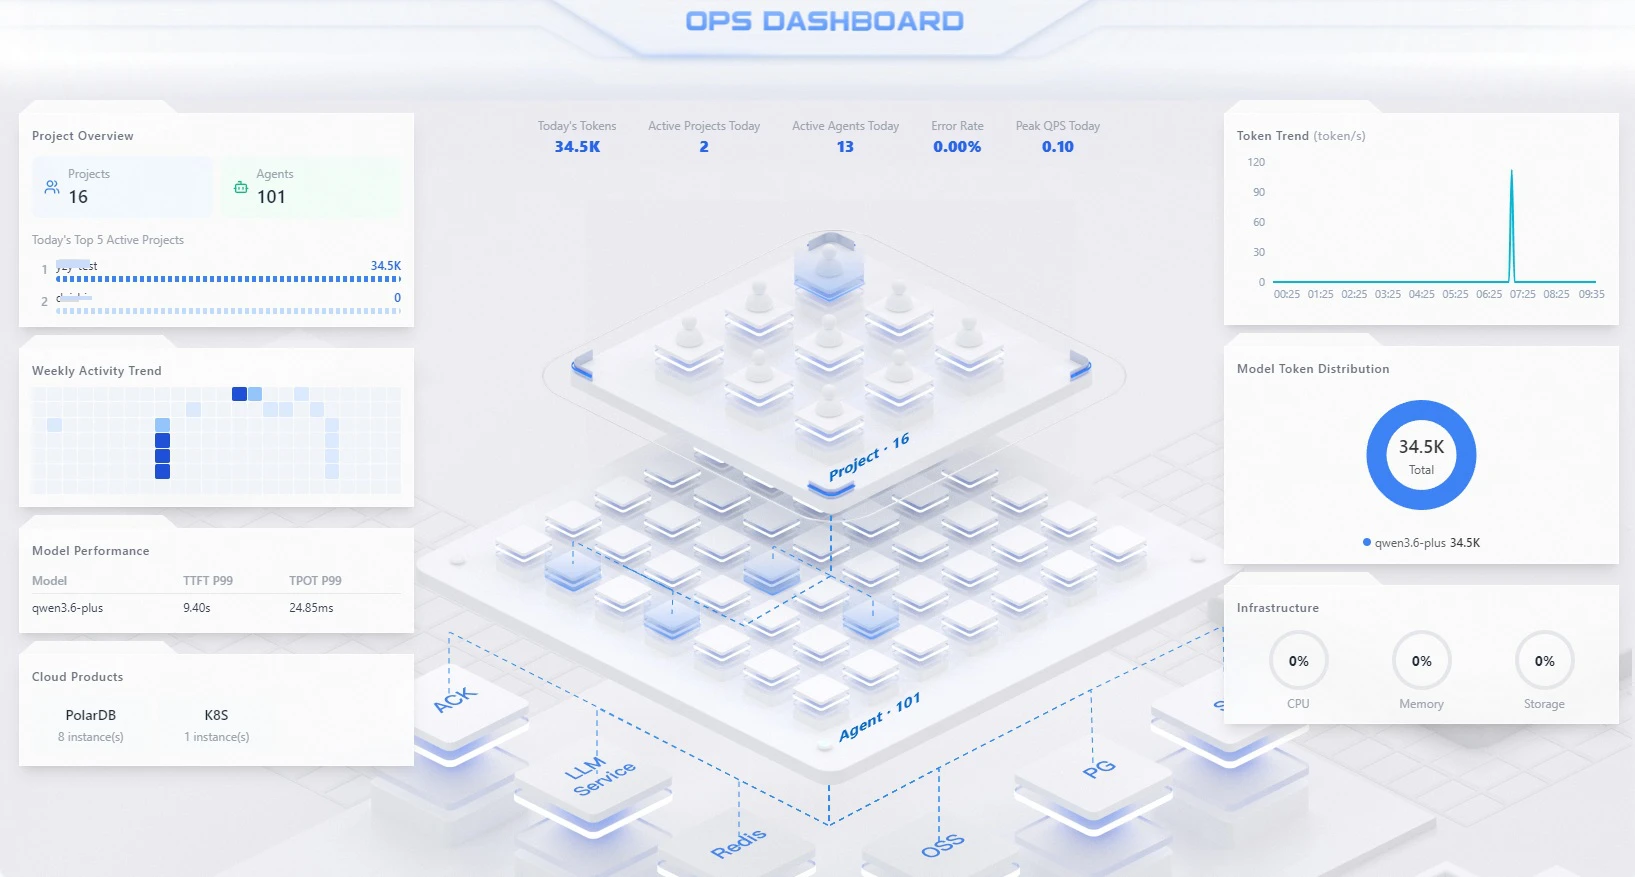 OPS DASHBOARD
Project Overview
Projects
16
Agents
101
Today's Top 5 Active Projects
1
34.5K
2
0
Weekly Activity Trend
Model Performance
Model TTFT P99 TPOT P99
qwen3.6-plus 9.40s 24.85ms
Cloud Products
PolarDB
8 instance(s)
K8S
1 instance(s)
Today's Tokens
34.5K
Active Projects Today
2
Active Agents Today
13
Error Rate
0.00%
Peak QPS Today
0.10
Project · 16
Agent · 101
ACK
LLM
Service
Redis
OSS
PG
Token Trend (token/s)
120
90
60
30
0
00:25 01:25 02:25 03:25 04:25 05:25 06:25 07:25 08:25 09:35
Model Token Distribution
34.5K
Total
qwen3.6-plus 34.5K
Infrastructure
0%
CPU
0%
Memory
0%
Storage